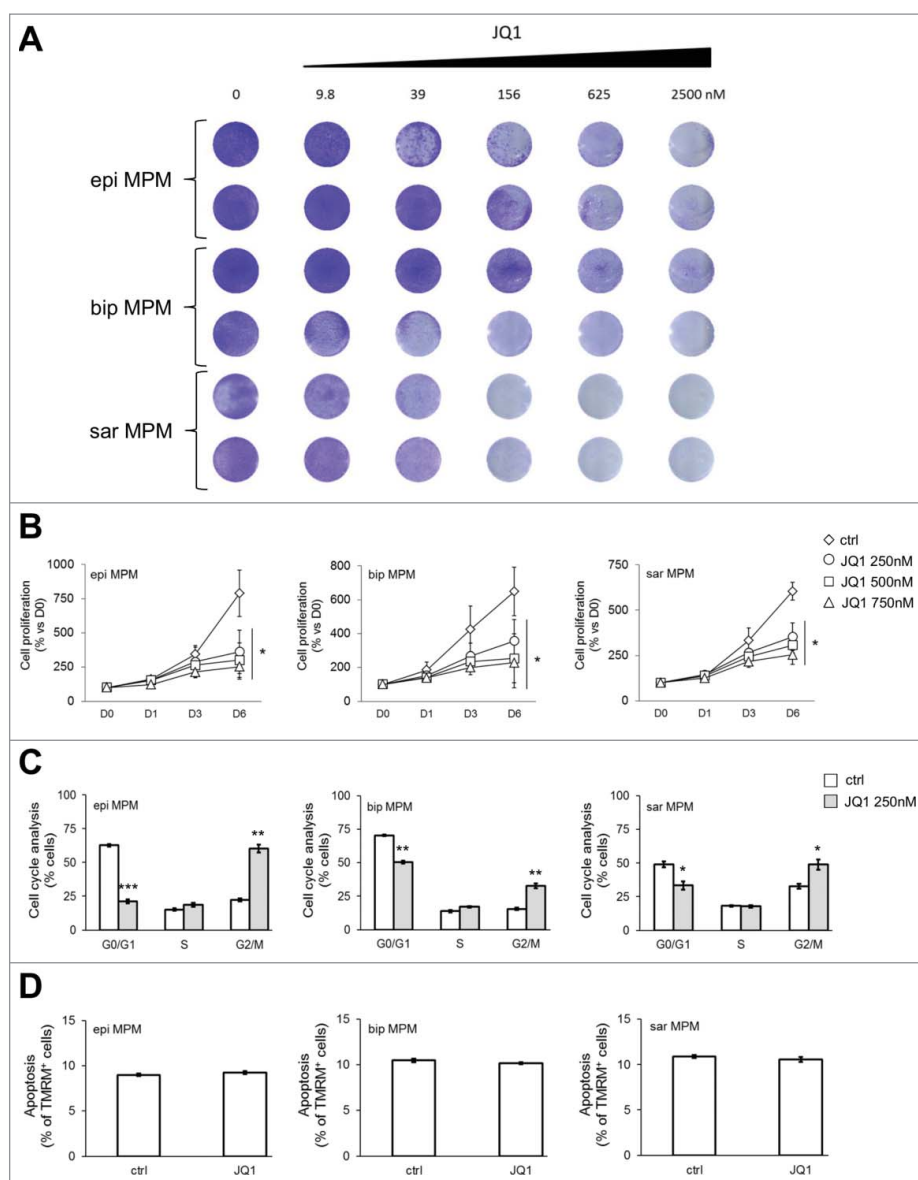 A
JQ1
0 9.8 39 156 625 2500 nM
epi MPM
bip MPM
sar MPM
B
Cell proliferation
(% vs D0)
1000
750
500
250
0
epi MPM
*
D0 D1 D3 D6
Cell proliferation
(% vs D0)
800
600
400
200
0
bip MPM
*
D0 D1 D3 D6
Cell proliferation
(% vs D0)
750
500
250
0
sar MPM
*
D0 D1 D3 D6
ctrl
JQ1 250nM
JQ1 500nM
JQ1 750nM
C
Cell cycle analysis
(% cells)
100
75
50
25
0
epi MPM
***
**
G0/G1 S G2/M
Cell cycle analysis
(% cells)
100
75
50
25
0
bip MPM
**
**
G0/G1 S G2/M
Cell cycle analysis
(% cells)
100
75
50
25
0
sar MPM
*
*
G0/G1 S G2/M
ctrl
JQ1 250nM
D
Apoptosis
(% of TMRM⁺ cells)
15
10
5
0
epi MPM
ctrl JQ1
Apoptosis
(% of TMRM⁺ cells)
15
10
5
0
bip MPM
ctrl JQ1
Apoptosis
(% of TMRM⁺ cells)
15
10
5
0
sar MPM
ctrl JQ1